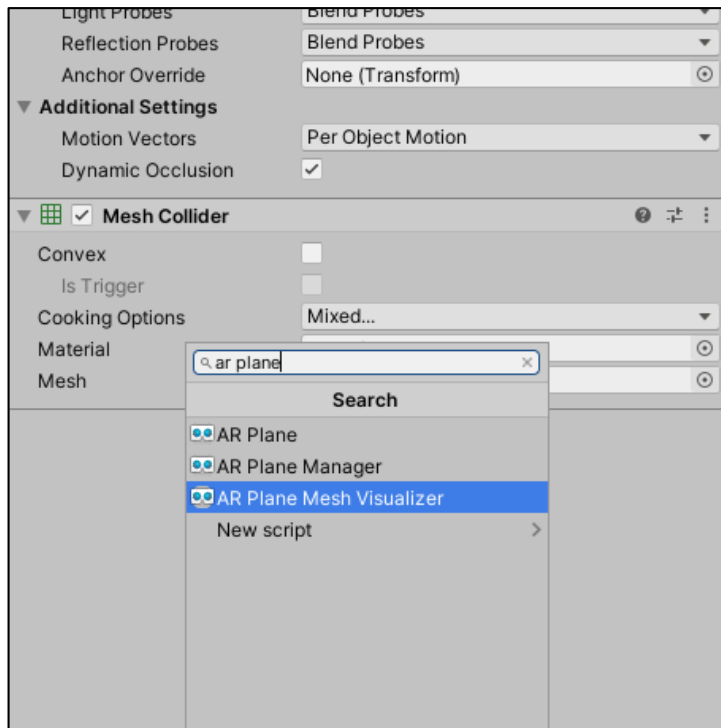 Light Probes Blend Probes
Reflection Probes Blend Probes
Anchor Override None (Transform)
Additional Settings
Motion Vectors Per Object Motion
Dynamic Occlusion
Mesh Collider
Convex
Is Trigger
Cooking Options Mixed...
Material
Mesh
ar plane
Search
AR Plane
AR Plane Manager
AR Plane Mesh Visualizer
New script